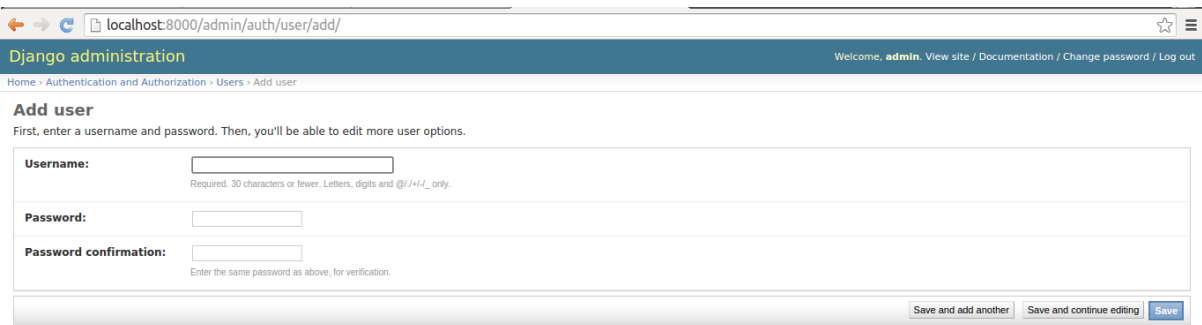 localhost:8000/admin/auth/user/add/
Django administration
Welcome, admin. View site / Documentation / Change password / Log out
Home › Authentication and Authorization › Users › Add user
Add user
First, enter a username and password. Then, you'll be able to edit more user options.
Username:
Required. 30 characters or fewer. Letters, digits and @/./+/-/_ only.
Password:
Password confirmation:
Enter the same password as above, for verification.
Save and add another Save and continue editing Save